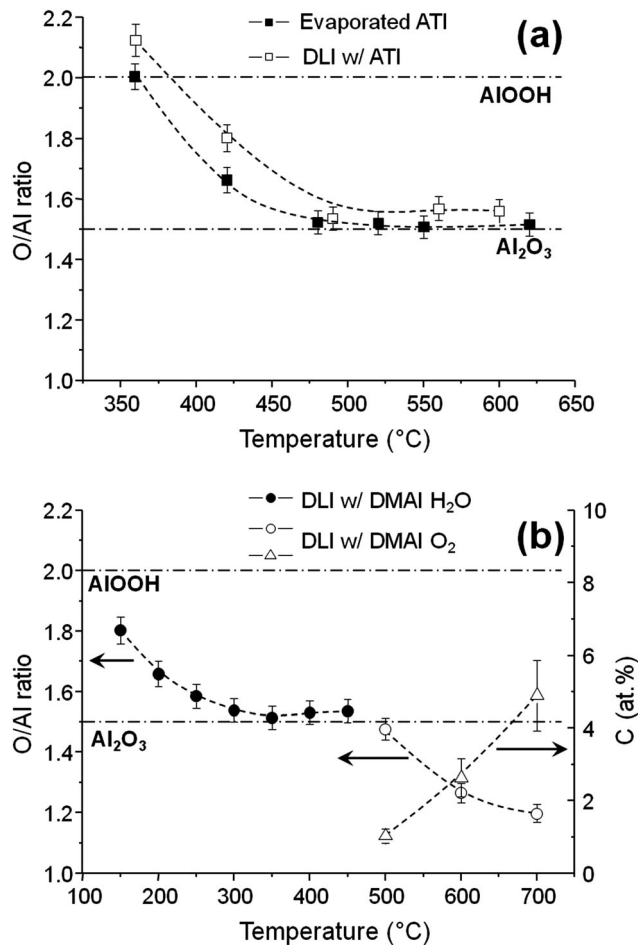 Evaporated ATI
DLI w/ ATI
(a)
2.2
2.0
1.8
1.6
1.4
1.2
1.0
O/Al ratio
AlOOH
Al₂O₃
350 400 450 500 550 600 650
Temperature (°C)
DLI w/ DMAI H₂O
DLI w/ DMAI O₂
(b)
2.2
2.0
1.8
1.6
1.4
1.2
1.0
O/Al ratio
AlOOH
Al₂O₃
10
8
6
4
2
0
C (at.%)
100 200 300 400 500 600 700
Temperature (°C)